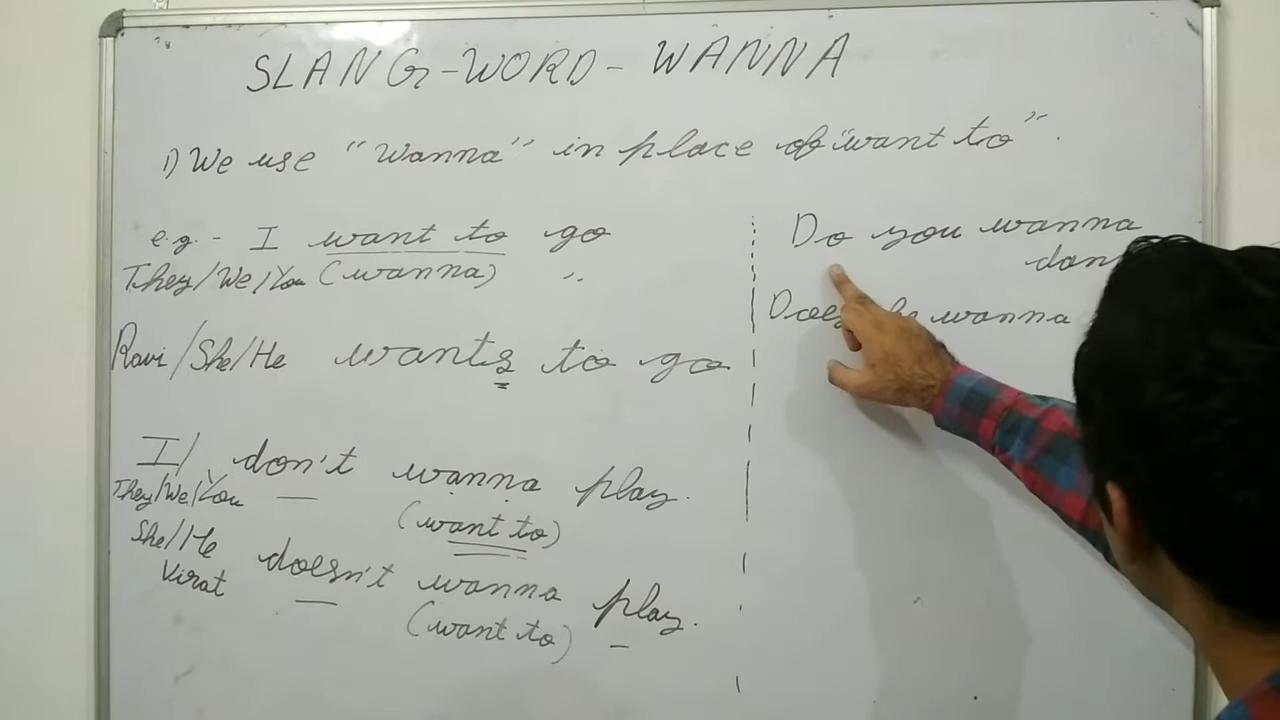 SLANG-WORD-WANNA
1) We use "Wanna" in place of "want to".
e.g. - I want to go
They/We/You (wanna) ,,
Ravi/She/He wants to go
I/ don't wanna play.
They/We/You (want to)
She/He doesn't wanna play.
Virat (want to)
Do you wanna
wanna